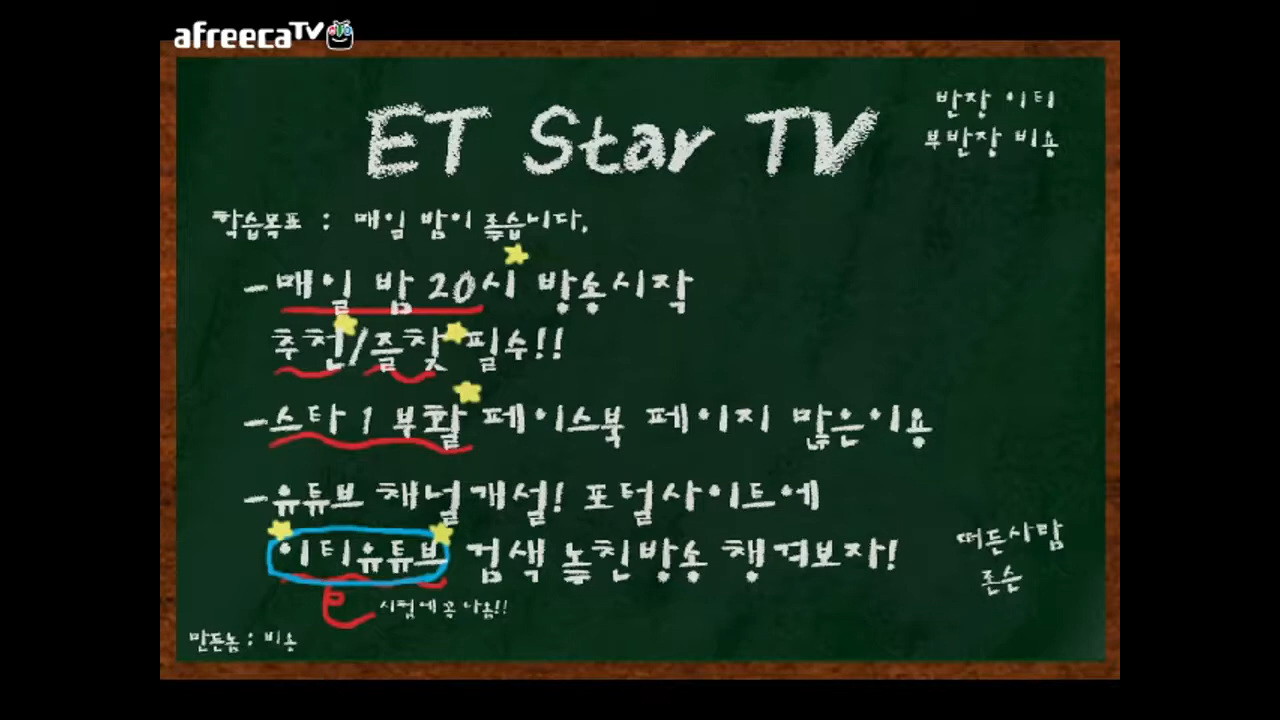 afreecaTV
ET Star TV
반장 이티
부반장 비용
학습목표 : 매일 밤이 좋습니다.
-매일 밤 20시 방송시작
추천/즐찾 필수!!
-스타1 부활 페이스북 페이지 많은이용
-유튜브 채널개설! 포털사이트에
이티유튜브 검색 놓친방송 챙겨보자!
시험에 꼭 나옴!!
떠든사람
존슨
만든놈 : 비용